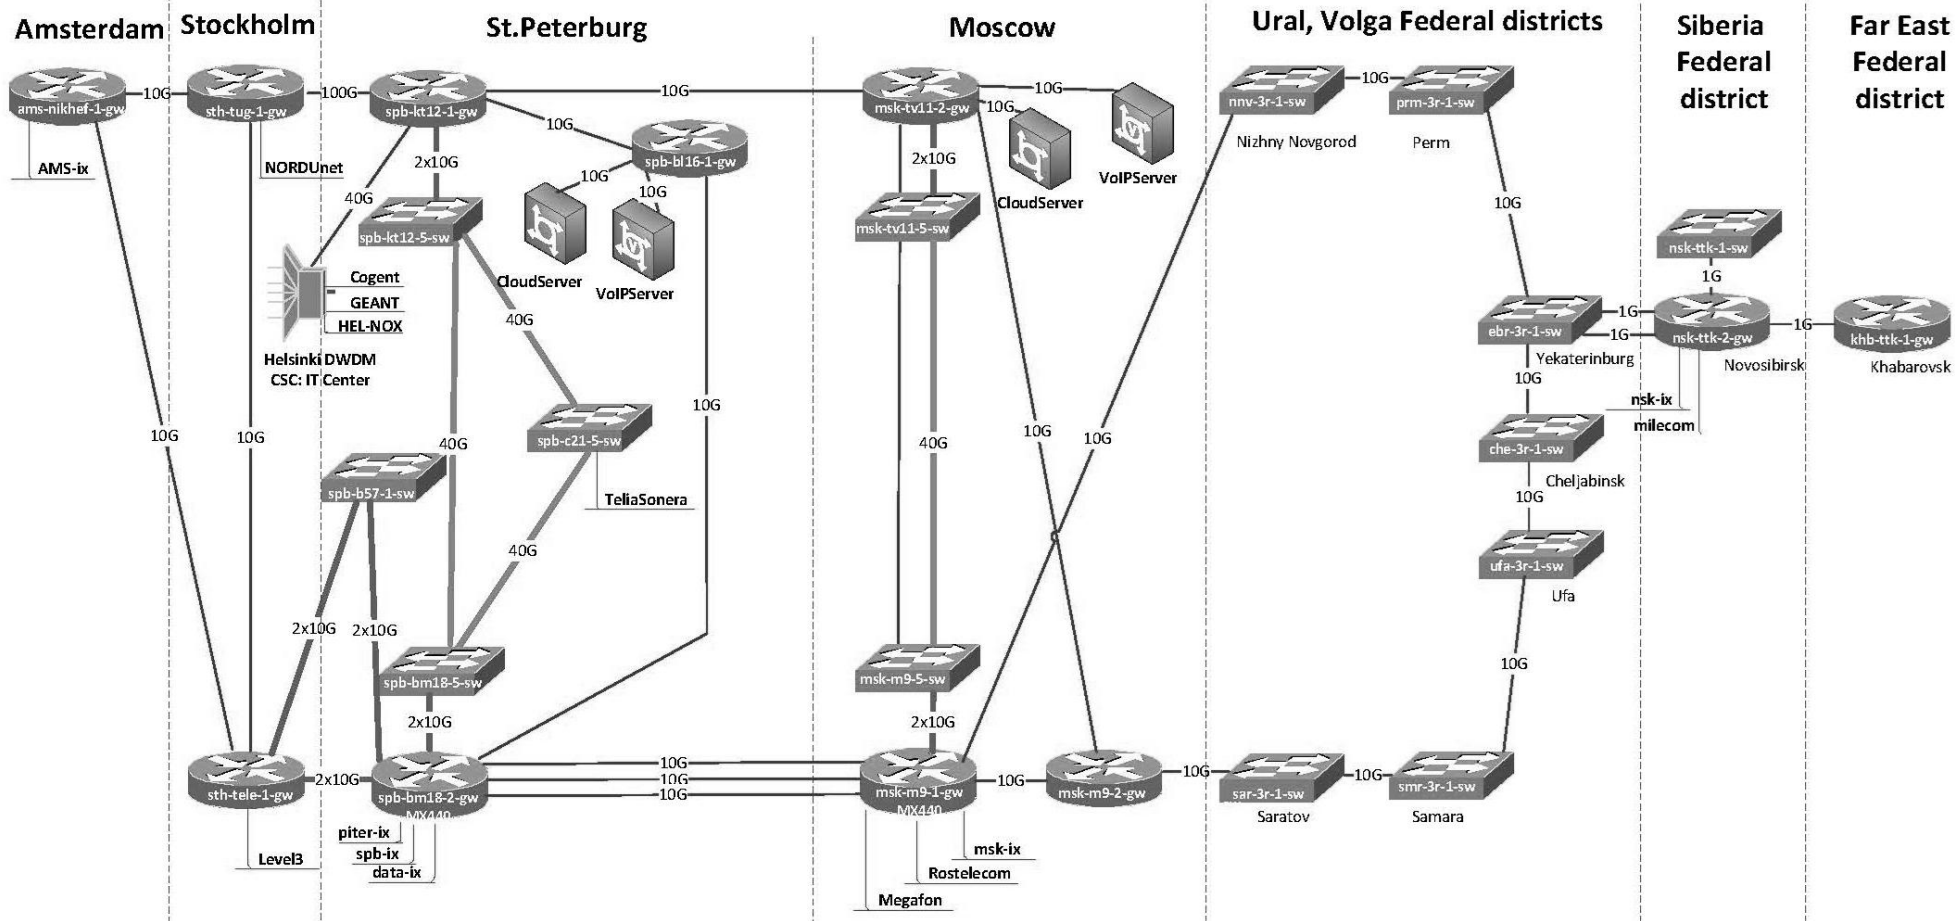 Amsterdam
Stockholm
St.Peterburg
Moscow
Ural, Volga Federal districts
Siberia
Federal
district
Far East
Federal
district
ams-nikhef-1-gw
10G
sth-tug-1-gw
100G
spb-kt12-1-gw
10G
msk-tv11-2-gw
10G
10G
nnv-3r-1-sw
10G
prm-3r-1-sw
AMS-ix
NORDUnet
10G
2x10G
spb-bl16-1-gw
2x10G
CloudServer
VoIPServer
Nizhny Novgorod
Perm
40G
10G
10G
spb-kt12-5-sw
CloudServer
VoIPServer
msk-tv11-5-sw
10G
nsk-ttk-1-sw
1G
Cogent
GEANT
HEL-NOX
Helsinki DWDM
CSC: IT Center
40G
ebr-3r-1-sw
Yekaterinburg
1G
1G
nsk-ttk-2-gw
Novosibirsk
1G
khb-ttk-1-gw
Khabarovsk
10G
nsk-ix
milecom
10G
10G
40G
spb-c21-5-sw
TeliaSonera
10G
40G
10G
10G
che-3r-1-sw
Cheljabinsk
10G
spb-b57-1-sw
40G
ufa-3r-1-sw
Ufa
2x10G
2x10G
spb-bm18-5-sw
msk-m9-5-sw
10G
2x10G
2x10G
sth-tele-1-gw
2x10G
spb-bm18-2-gw
MX440
10G
10G
10G
msk-m9-1-gw
MX440
10G
msk-m9-2-gw
10G
sar-3r-1-sw
10G
smr-3r-1-sw
Saratov
Samara
Level3
piter-ix
spb-ix
data-ix
msk-ix
Rostelecom
Megafon